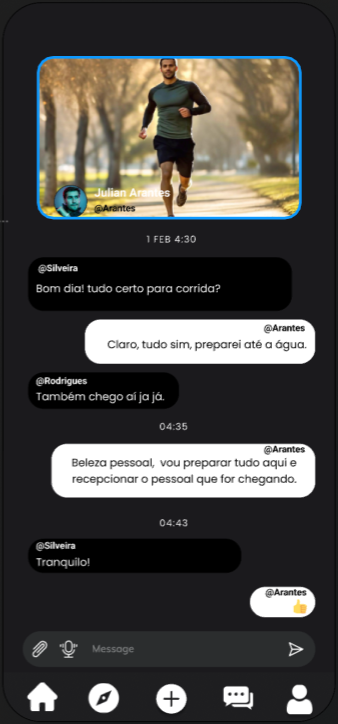 Julian Arantes
@Arantes
1 FEB 4:30
@Silveira
Bom dia! tudo certo para corrida?
@Arantes
Claro, tudo sim, preparei até a água.
@Rodrigues
Também chego aí ja já.
04:35
@Arantes
Beleza pessoal, vou preparar tudo aqui e
recepcionar o pessoal que for chegando.
04:43
@Silveira
Tranquilo!
@Arantes
👍
Message